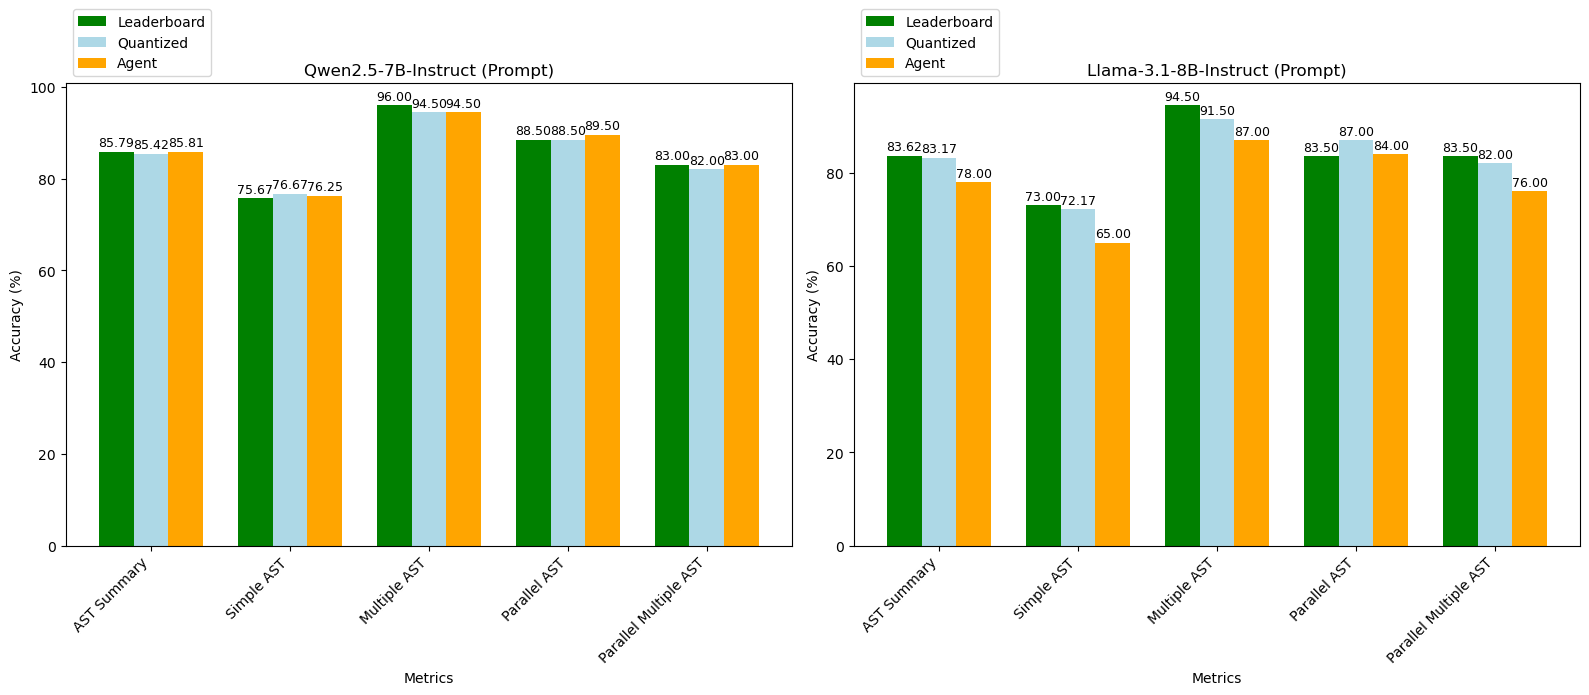 Leaderboard
Quantized
Agent
Qwen2.5-7B-Instruct (Prompt)
100
80
60
40
20
0
Accuracy (%)
85.79 85.42 85.81
75.67 76.67 76.25
96.00 94.50 94.50
88.50 88.50 89.50
83.00 82.00 83.00
AST Summary
Simple AST
Multiple AST
Parallel AST
Parallel Multiple AST
Metrics
Leaderboard
Quantized
Agent
Llama-3.1-8B-Instruct (Prompt)
80
60
40
20
0
Accuracy (%)
83.62 83.17 78.00
73.00 72.17 65.00
94.50 91.50 87.00
83.50 87.00 84.00
83.50 82.00 76.00
AST Summary
Simple AST
Multiple AST
Parallel AST
Parallel Multiple AST
Metrics